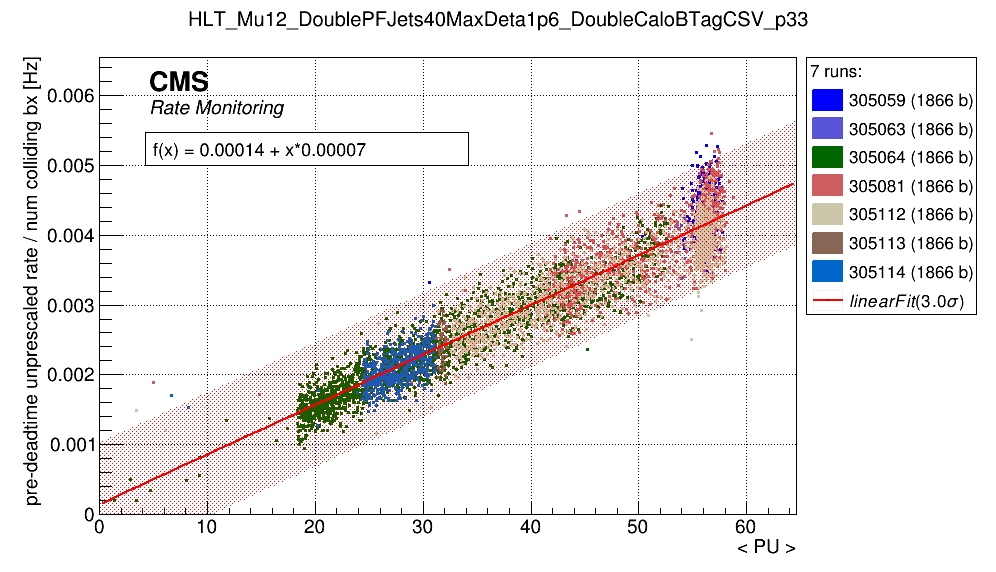 HLT_Mu12_DoublePFJets40MaxDeta1p6_DoubleCaloBTagCSV_p33
pre-deadtime unprescaled rate / num colliding bx [Hz]
CMS
Rate Monitoring
f(x) = 0.00014 + x*0.00007
0.006
0.005
0.004
0.003
0.002
0.001
0
0 10 20 30 40 50 60
< PU >
7 runs:
305059 (1866 b)
305063 (1866 b)
305064 (1866 b)
305081 (1866 b)
305112 (1866 b)
305113 (1866 b)
305114 (1866 b)
linearFit(3.0σ)